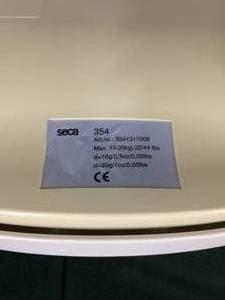 seca 354
Art.no.: 3541317009
Max. 10/20kg; 22/44 lbs
d=10g/0,5oz/0,02lbs
d=20g/1oz/0,05lbs
CE